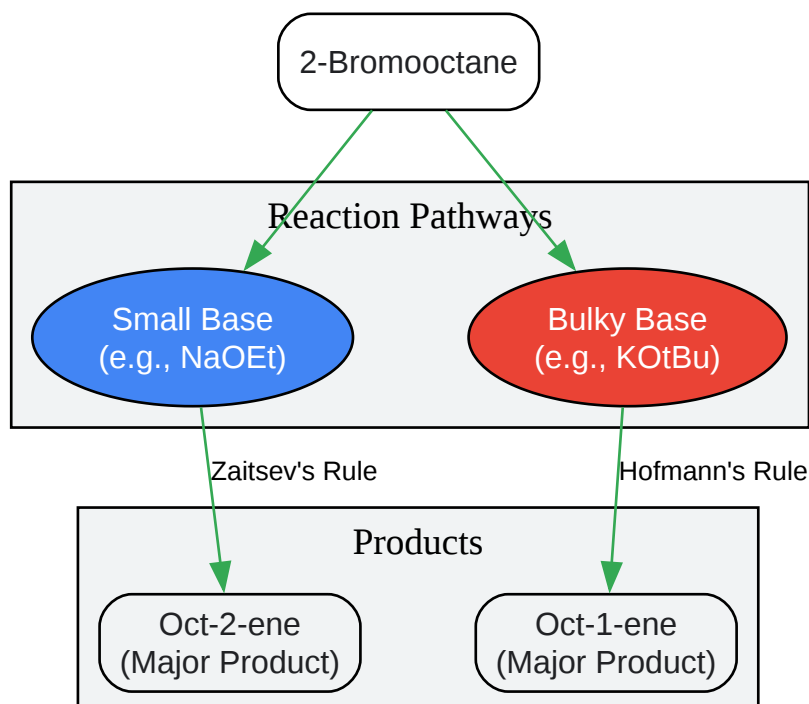 2-Bromooctane
Reaction Pathways
Small Base
(e.g., NaOEt)
Bulky Base
(e.g., KOtBu)
Zaitsev's Rule
Hofmann's Rule
Products
Oct-2-ene
(Major Product)
Oct-1-ene
(Major Product)